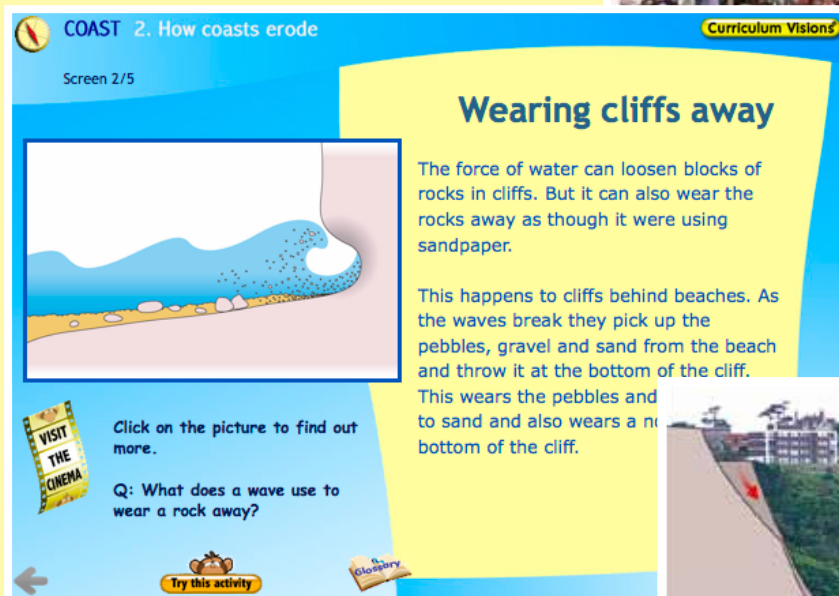 COAST 2. How coasts erode
Curriculum Visions
Screen 2/5
Wearing cliffs away
The force of water can loosen blocks of
rocks in cliffs. But it can also wear the
rocks away as though it were using
sandpaper.
This happens to cliffs behind beaches. As
the waves break they pick up the
pebbles, gravel and sand from the beach
and throw it at the bottom of the cliff.
This wears the pebbles and
to sand and also wears a
bottom of the cliff.
VISIT
THE
CINEMA
Click on the picture to find out
more.
Q: What does a wave use to
wear a rock away?
Try this activity
Glossary